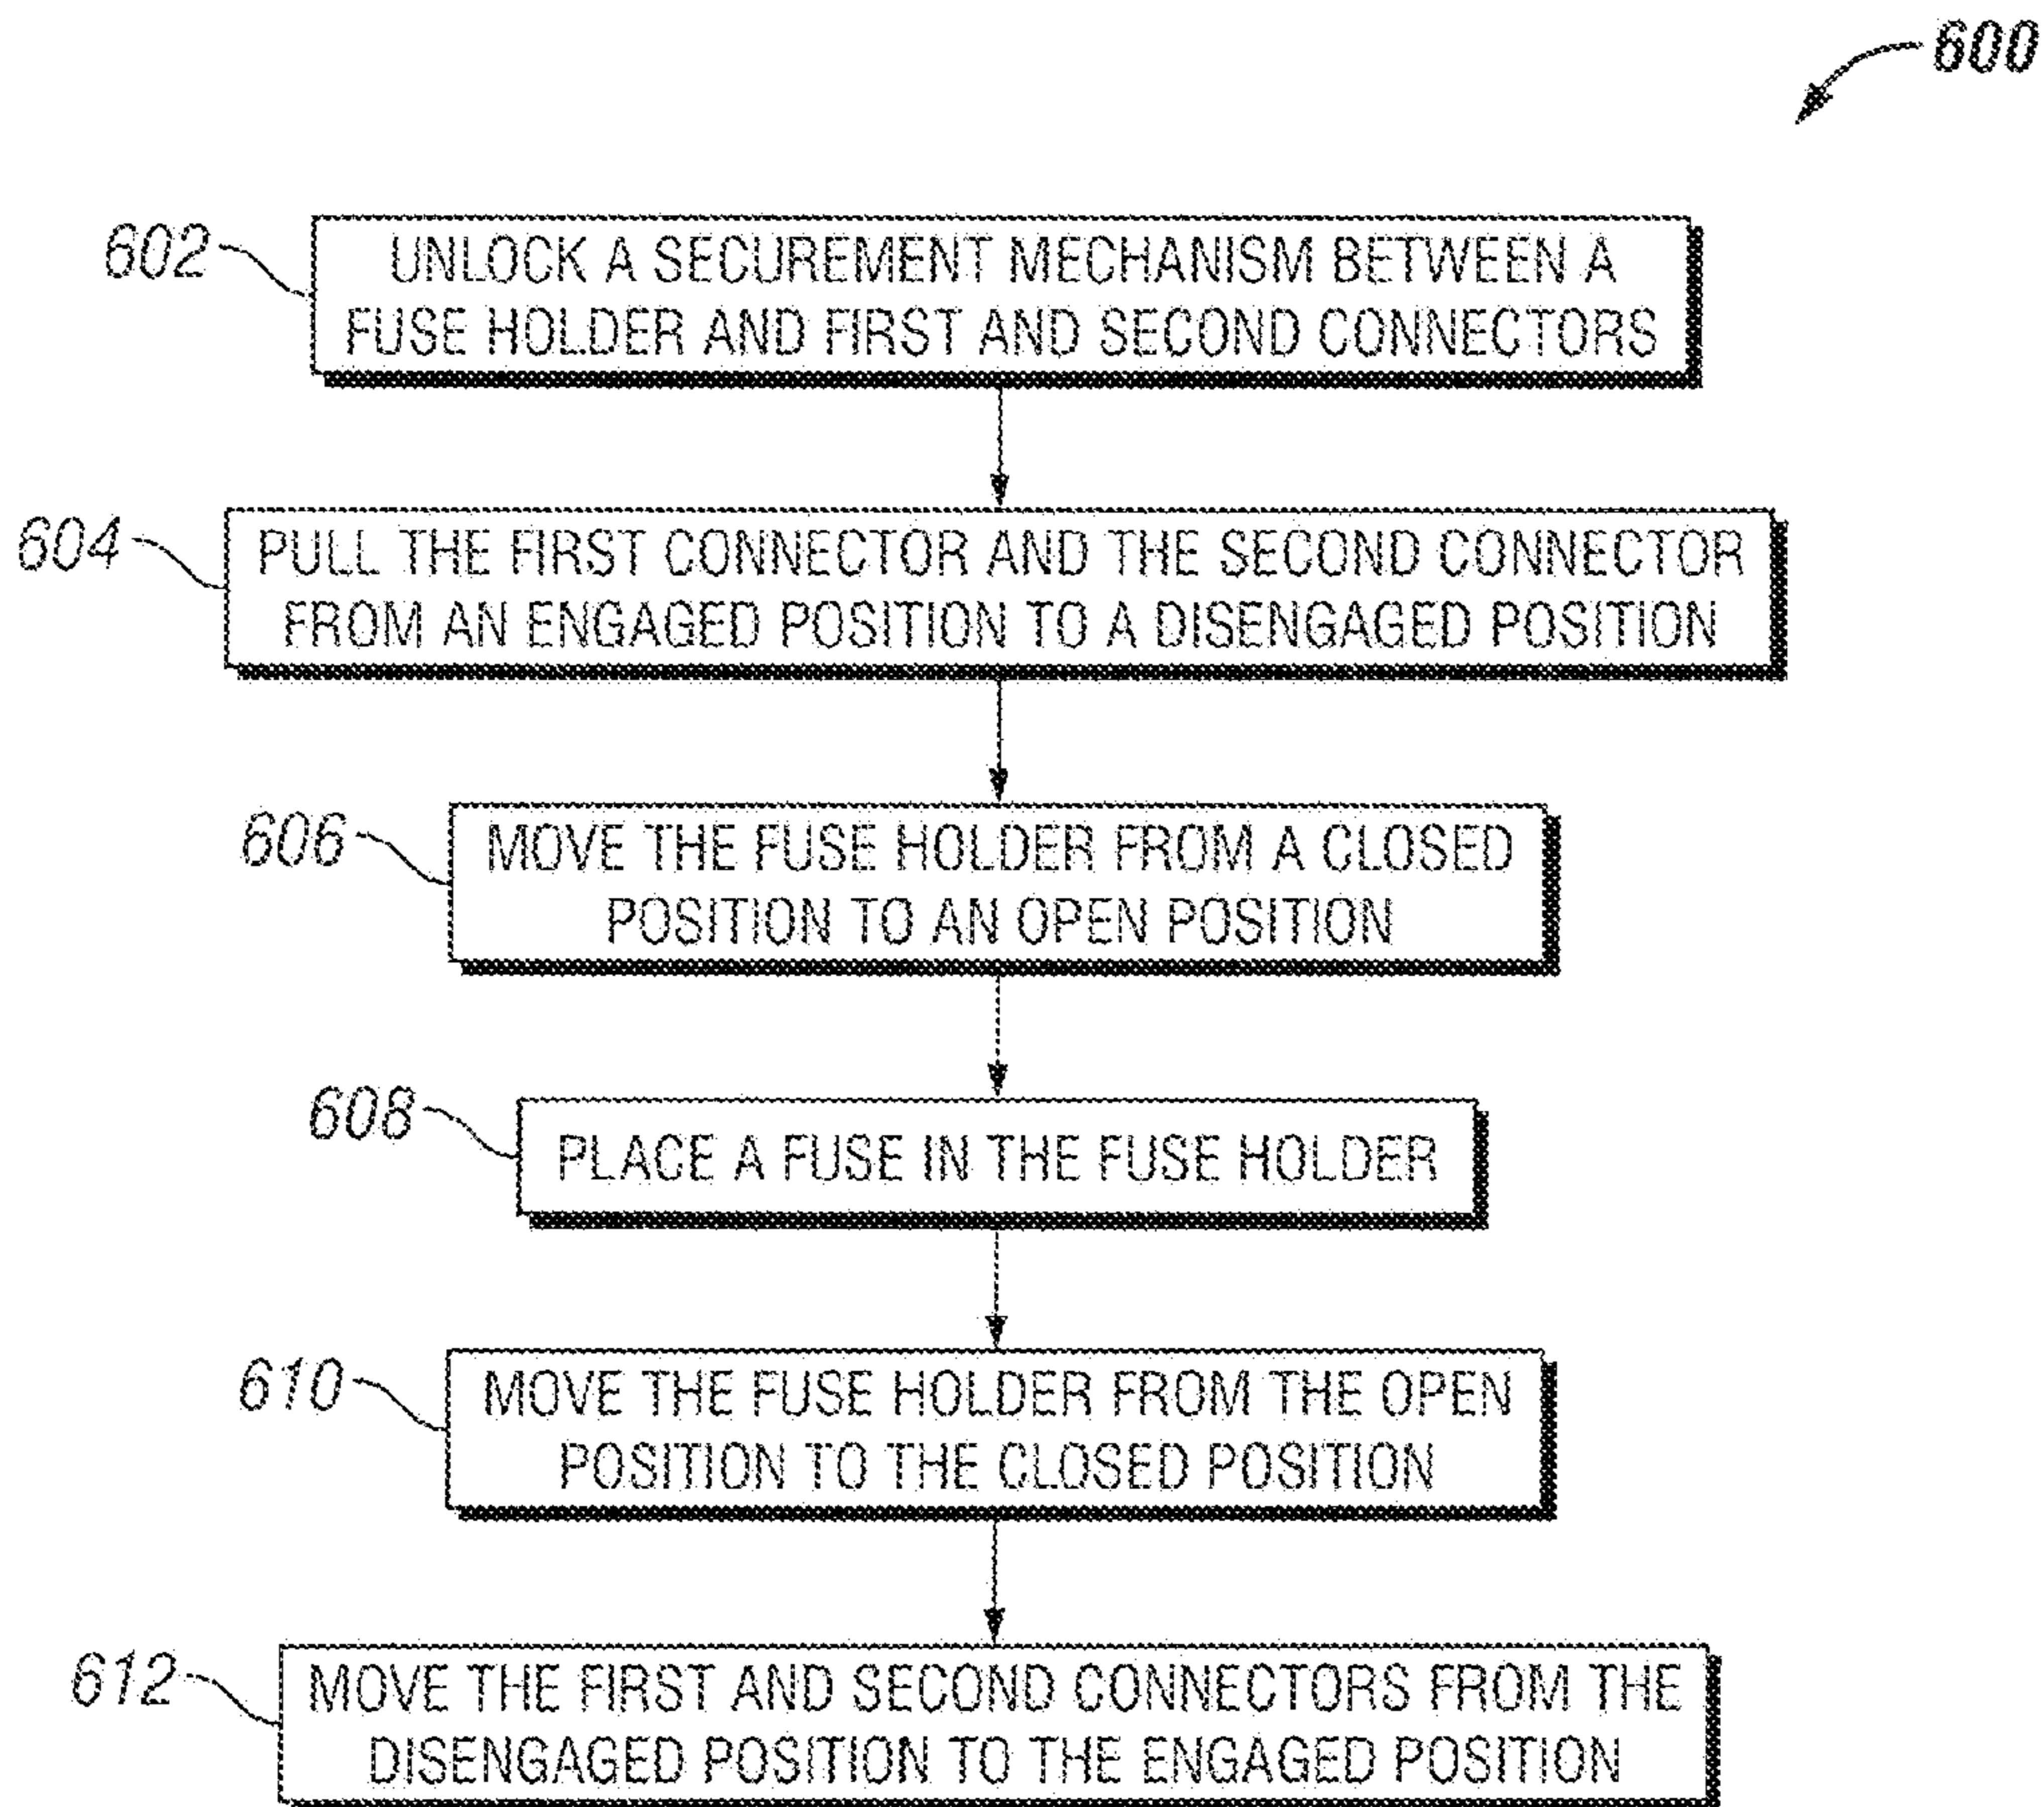 600
602
UNLOCK A SECUREMENT MECHANISM BETWEEN A
FUSE HOLDER AND FIRST AND SECOND CONNECTORS
604
PULL THE FIRST CONNECTOR AND THE SECOND CONNECTOR
FROM AN ENGAGED POSITION TO A DISENGAGED POSITION
606
MOVE THE FUSE HOLDER FROM A CLOSED
POSITION TO AN OPEN POSITION
608
PLACE A FUSE IN THE FUSE HOLDER
610
MOVE THE FUSE HOLDER FROM THE OPEN
POSITION TO THE CLOSED POSITION
612
MOVE THE FIRST AND SECOND CONNECTORS FROM THE
DISENGAGED POSITION TO THE ENGAGED POSITION